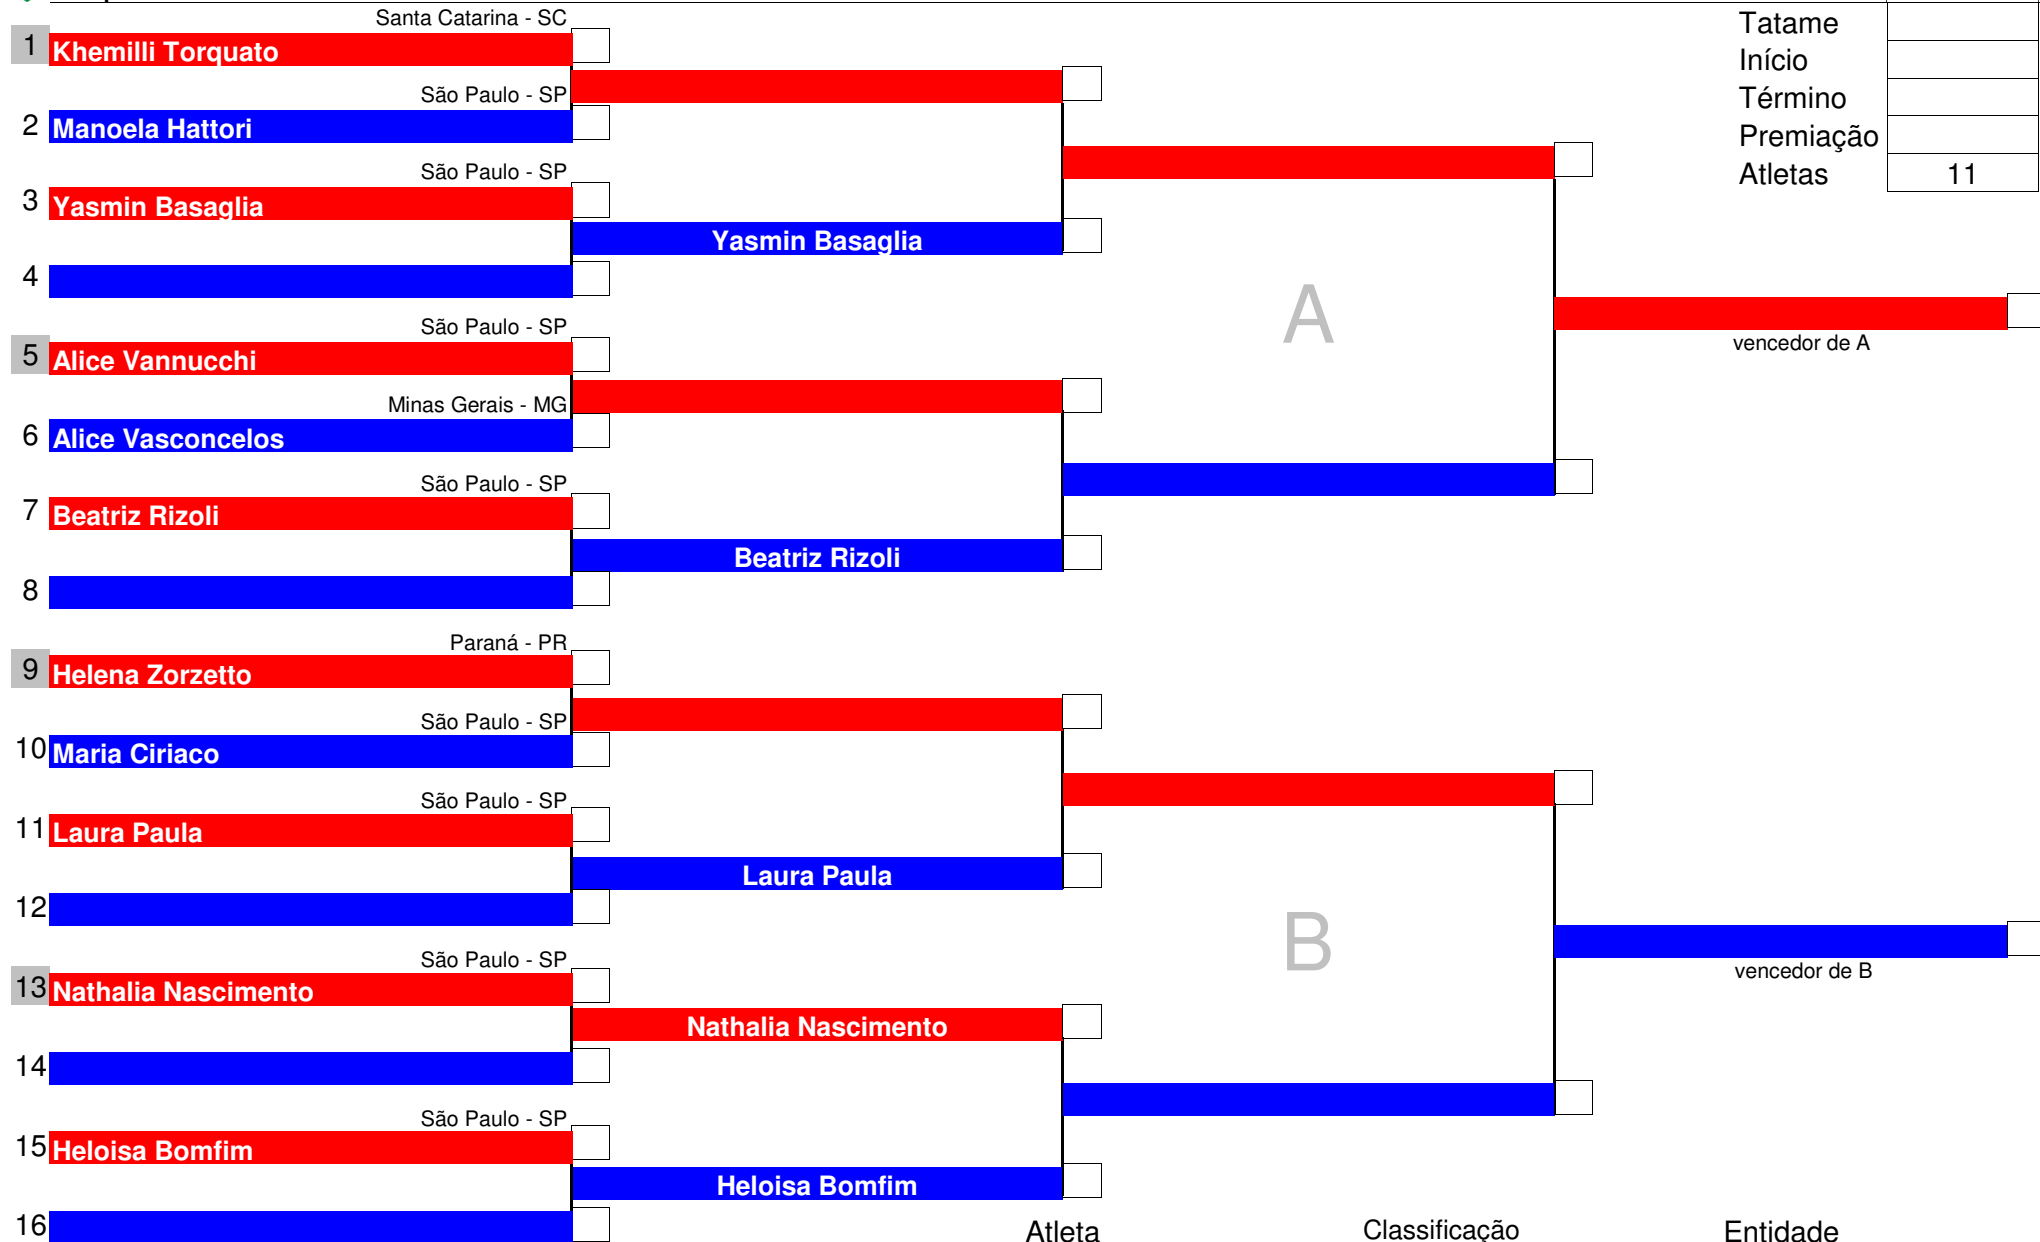 Santa Catarina - SC
1 Khemilli Torquato
São Paulo - SP
2 Manoela Hattori
São Paulo - SP
3 Yasmin Basaglia
Yasmin Basaglia
4
São Paulo - SP
5 Alice Vannucchi
Minas Gerais - MG
6 Alice Vasconcelos
São Paulo - SP
7 Beatriz Rizoli
Beatriz Rizoli
8
Paraná - PR
9 Helena Zorzetto
São Paulo - SP
10 Maria Ciriaco
São Paulo - SP
11 Laura Paula
Laura Paula
12
São Paulo - SP
13 Nathalia Nascimento
Nathalia Nascimento
14
São Paulo - SP
15 Heloisa Bomfim
Heloisa Bomfim
16
A
B
vencedor de A
vencedor de B
Tatame
Início
Término
Premiação
Atletas 11
Atleta Classificação Entidade